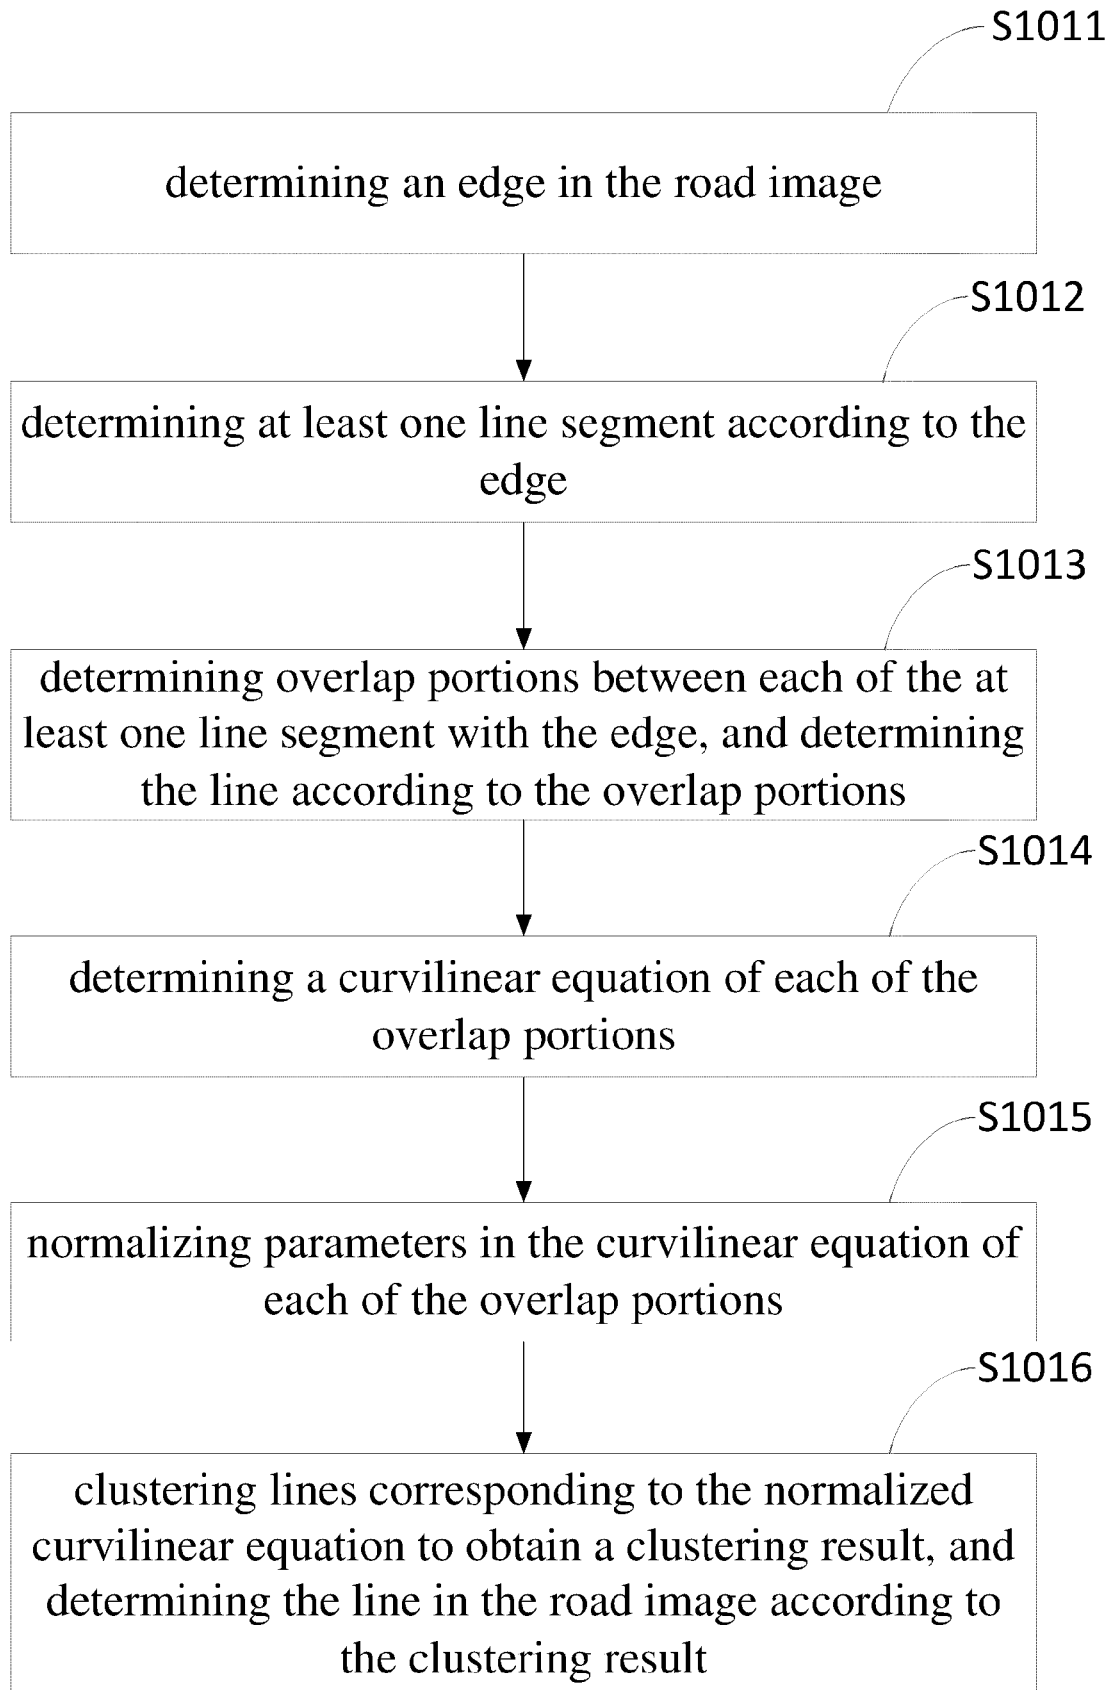 S1011
determining an edge in the road image
S1012
determining at least one line segment according to the
edge
S1013
determining overlap portions between each of the at
least one line segment with the edge, and determining
the line according to the overlap portions
S1014
determining a curvilinear equation of each of the
overlap portions
S1015
normalizing parameters in the curvilinear equation of
each of the overlap portions
S1016
clustering lines corresponding to the normalized
curvilinear equation to obtain a clustering result, and
determining the line in the road image according to
the clustering result